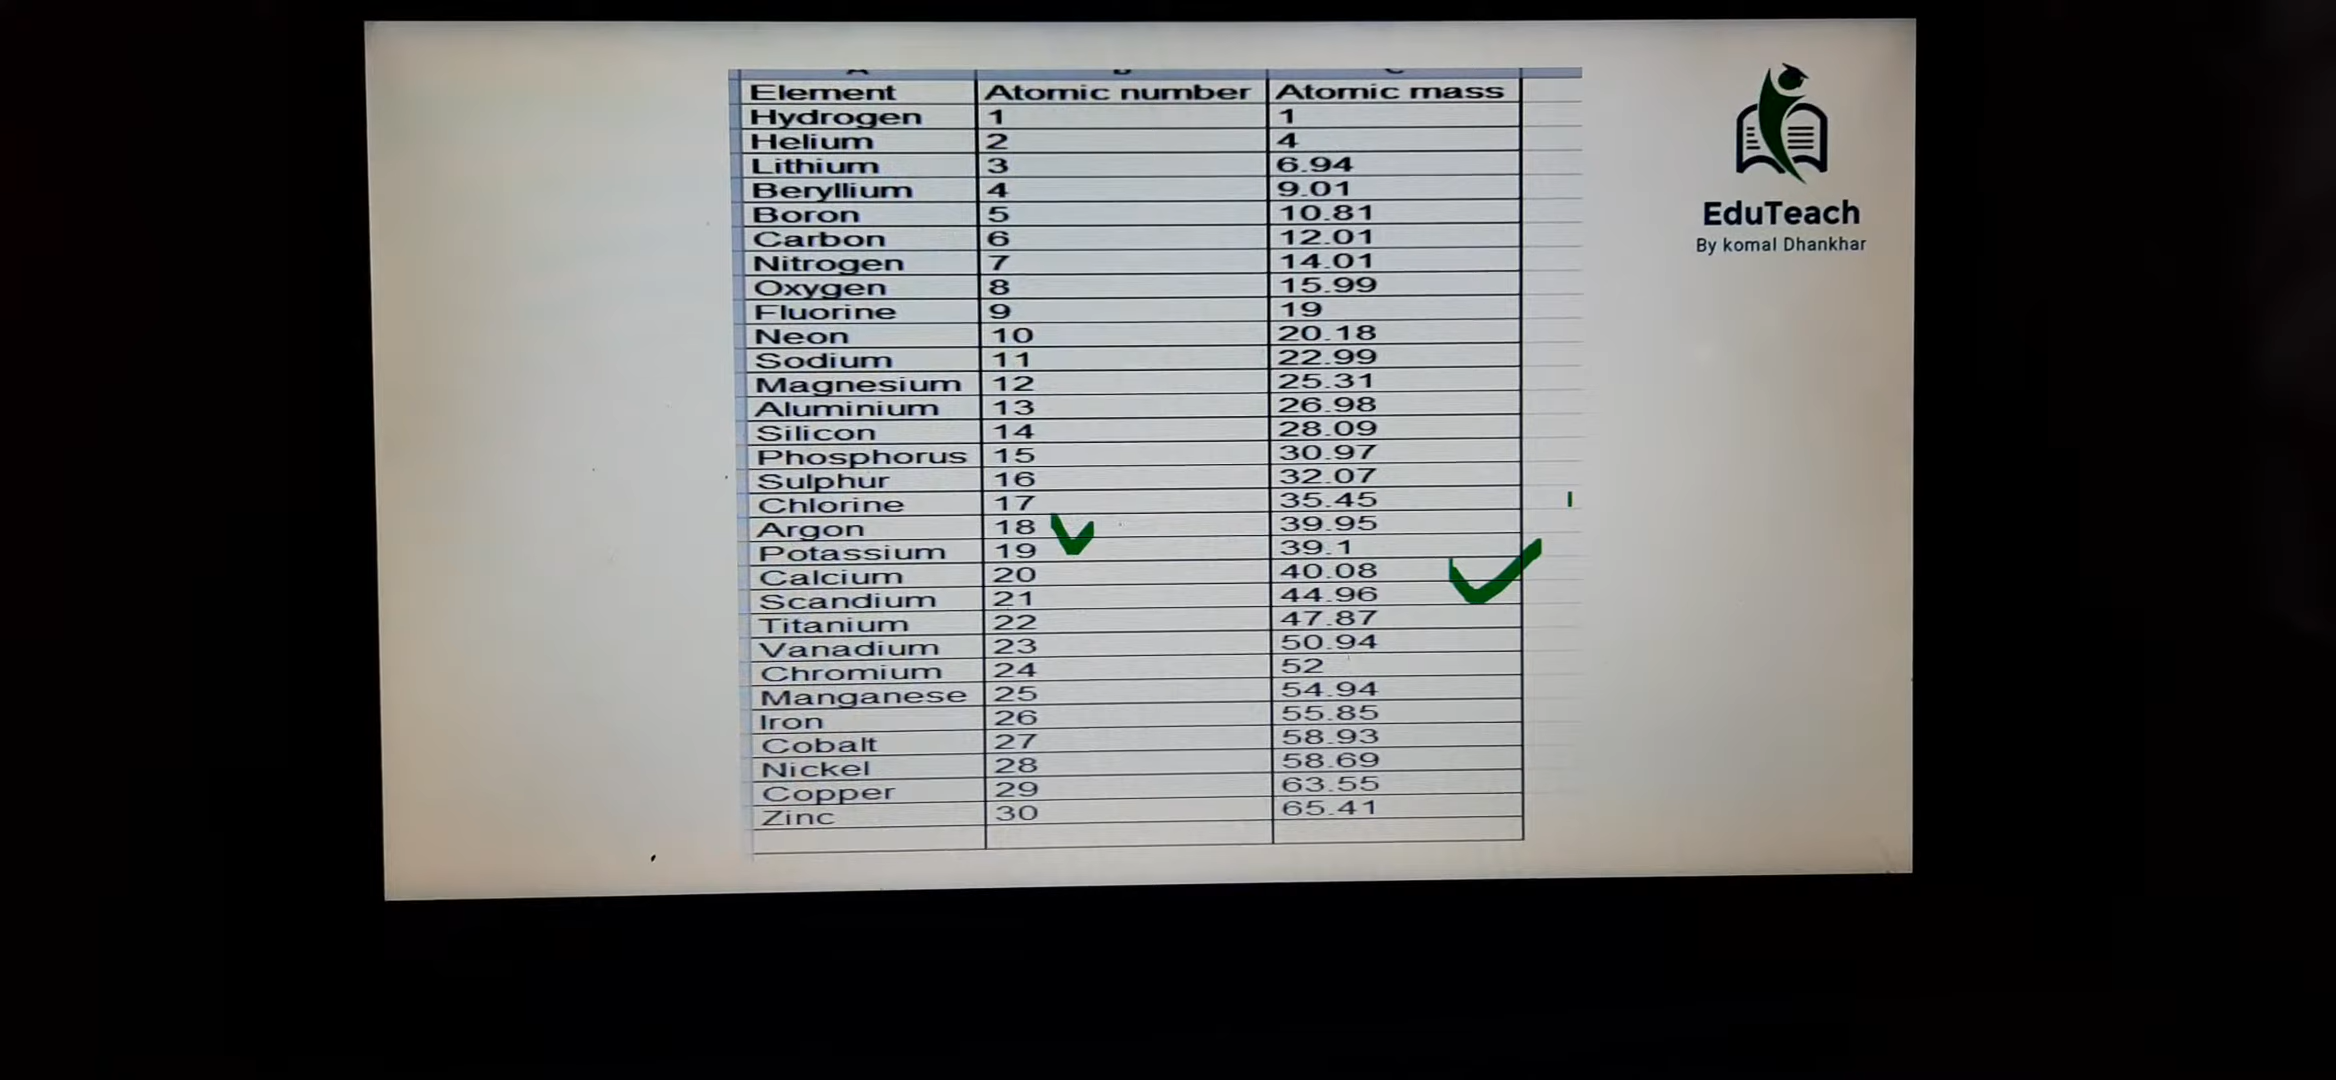 Element Atomic number Atomic mass
Hydrogen 1 1
Helium 2 4
Lithium 3 6.94
Beryllium 4 9.01
Boron 5 10.81
Carbon 6 12.01
Nitrogen 7 14.01
Oxygen 8 15.99
Fluorine 9 19
Neon 10 20.18
Sodium 11 22.99
Magnesium 12 25.31
Aluminium 13 26.98
Silicon 14 28.09
Phosphorus 15 30.97
Sulphur 16 32.07
Chlorine 17 35.45
Argon 18 39.95
Potassium 19 39.1
Calcium 20 40.08
Scandium 21 44.96
Titanium 22 47.87
Vanadium 23 50.94
Chromium 24 52
Manganese 25 54.94
Iron 26 55.85
Cobalt 27 58.93
Nickel 28 58.69
Copper 29 63.55
Zinc 30 65.41
EduTeach
By komal Dhankhar